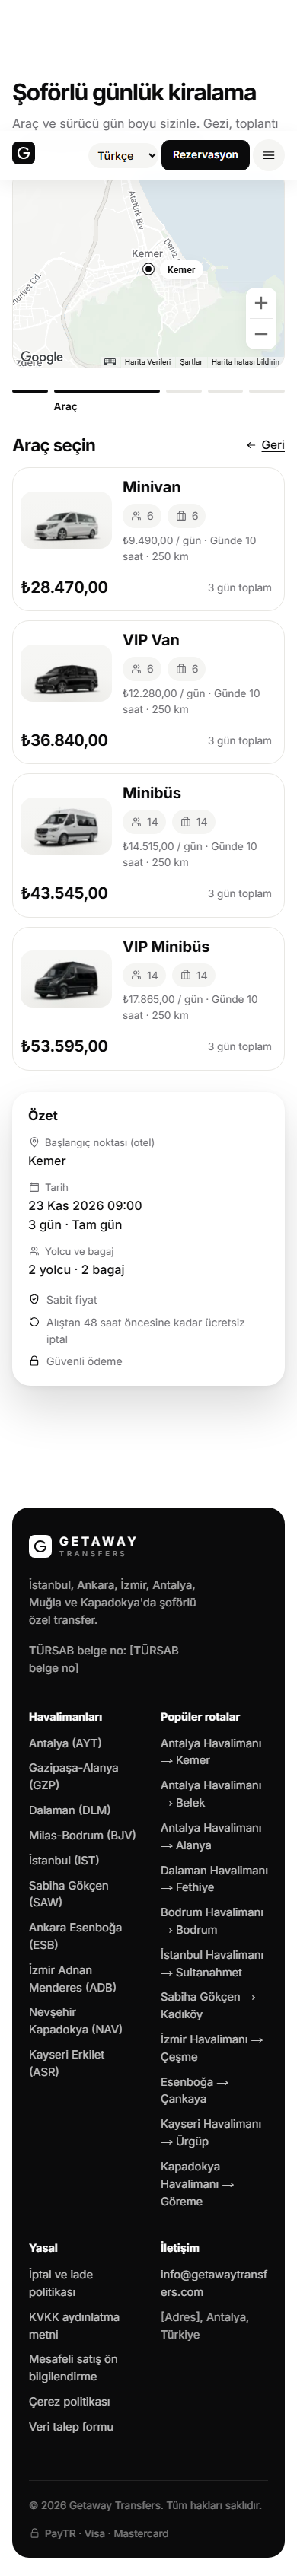 Şoförlü günlük kiralama
Araç ve sürücü gün boyu sizinle. Gezi, toplantı
Türkçe
Rezervasyon
Atatürk Blv.
Deniz
Kemer
Kemer
Google
Harita Verileri
Şartlar
Harita hatası bildirin
Araç
Araç seçin
← Geri
Minivan
6
6
₺9.490,00 / gün · Günde 10
saat · 250 km
₺28.470,00
3 gün toplam
VIP Van
6
6
₺12.280,00 / gün · Günde 10
saat · 250 km
₺36.840,00
3 gün toplam
Minibüs
14
14
₺14.515,00 / gün · Günde 10
saat · 250 km
₺43.545,00
3 gün toplam
VIP Minibüs
14
14
₺17.865,00 / gün · Günde 10
saat · 250 km
₺53.595,00
3 gün toplam
Özet
Başlangıç noktası (otel)
Kemer
Tarih
23 Kas 2026 09:00
3 gün · Tam gün
Yolcu ve bagaj
2 yolcu · 2 bagaj
Sabit fiyat
Alıştan 48 saat öncesine kadar ücretsiz
iptal
Güvenli ödeme
GETAWAY
TRANSFERS
İstanbul, Ankara, İzmir, Antalya,
Muğla ve Kapadokya'da şoförlü
özel transfer.
TÜRSAB belge no: [TÜRSAB
belge no]
Havalimanları
Antalya (AYT)
Gazipaşa-Alanya
(GZP)
Dalaman (DLM)
Milas-Bodrum (BJV)
İstanbul (IST)
Sabiha Gökçen
(SAW)
Ankara Esenboğa
(ESB)
İzmir Adnan
Menderes (ADB)
Nevşehir
Kapadokya (NAV)
Kayseri Erkilet
(ASR)
Popüler rotalar
Antalya Havalimanı
→ Kemer
Antalya Havalimanı
→ Belek
Antalya Havalimanı
→ Alanya
Dalaman Havalimanı
→ Fethiye
Bodrum Havalimanı
→ Bodrum
İstanbul Havalimanı
→ Sultanahmet
Sabiha Gökçen →
Kadıköy
İzmir Havalimanı →
Çeşme
Esenboğa →
Çankaya
Kayseri Havalimanı
→ Ürgüp
Kapadokya
Havalimanı →
Göreme
Yasal
İptal ve iade
politikası
KVKK aydınlatma
metni
Mesafeli satış ön
bilgilendirme
Çerez politikası
Veri talep formu
İletişim
info@getawaytransf
ers.com
[Adres], Antalya,
Türkiye
© 2026 Getaway Transfers. Tüm hakları saklıdır.
PayTR · Visa · Mastercard